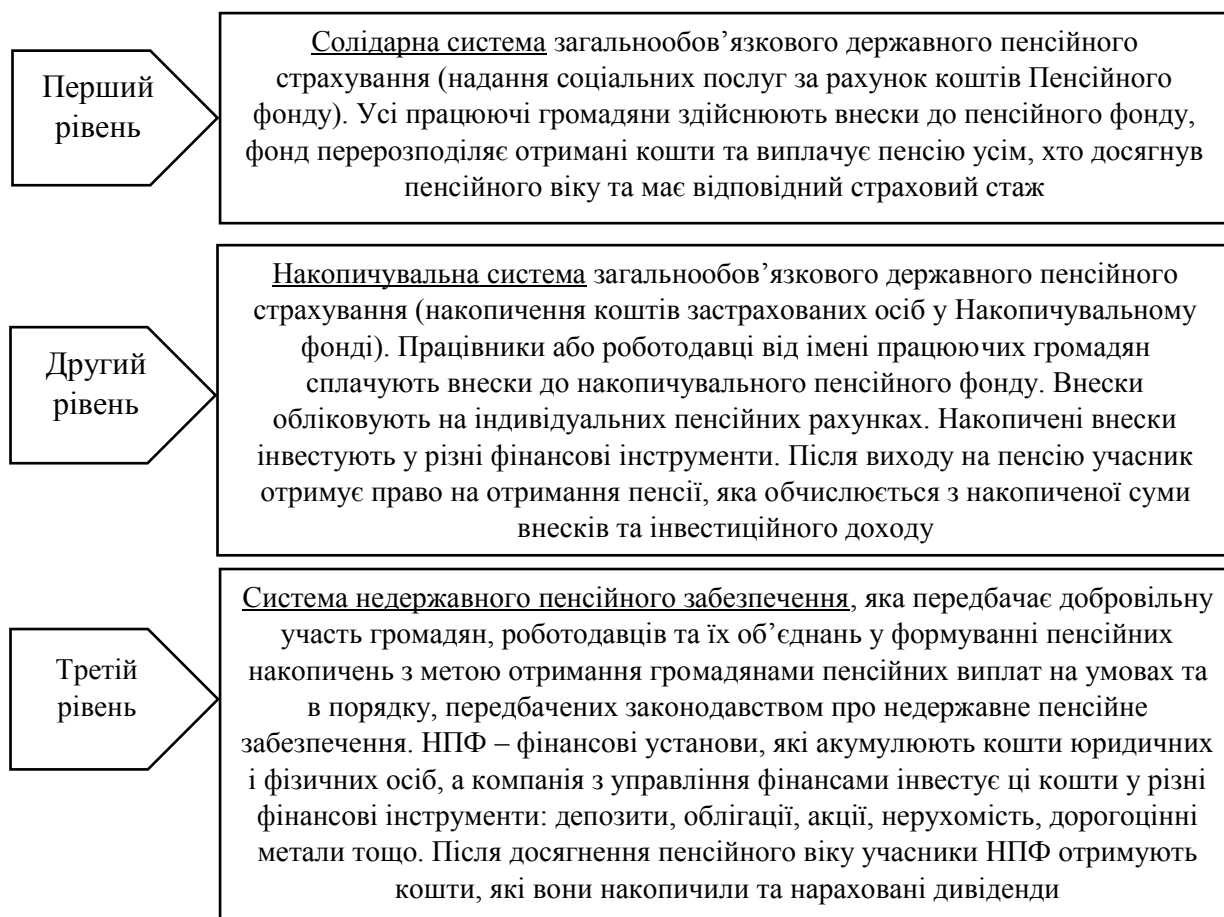 Перший
рівень
Солідарна система загальнообов’язкового державного пенсійного
страхування (надання соціальних послуг за рахунок коштів Пенсійного
фонду). Усі працюючі громадяни здійснюють внески до пенсійного фонду,
фонд перерозподіляє отримані кошти та виплачує пенсію усім, хто досягнув
пенсійного віку та має відповідний страховий стаж
Другий
рівень
Накопичувальна система загальнообов’язкового державного пенсійного
страхування (накопичення коштів застрахованих осіб у Накопичувальному
фонді). Працівники або роботодавці від імені працюючих громадян
сплачують внески до накопичувального пенсійного фонду. Внески
обліковують на індивідуальних пенсійних рахунках. Накопичені внески
інвестують у різні фінансові інструменти. Після виходу на пенсію учасник
отримує право на отримання пенсії, яка обчислюється з накопиченої суми
внесків та інвестиційного доходу
Третій
рівень
Система недержавного пенсійного забезпечення, яка передбачає добровільну
участь громадян, роботодавців та їх об’єднань у формуванні пенсійних
накопичень з метою отримання громадянами пенсійних виплат на умовах та
в порядку, передбачених законодавством про недержавне пенсійне
забезпечення. НПФ – фінансові установи, які акумулюють кошти юридичних
і фізичних осіб, а компанія з управління фінансами інвестує ці кошти у різні
фінансові інструменти: депозити, облігації, акції, нерухомість, дорогоцінні
метали тощо. Після досягнення пенсійного віку учасники НПФ отримують
кошти, які вони накопичили та нараховані дивіденди